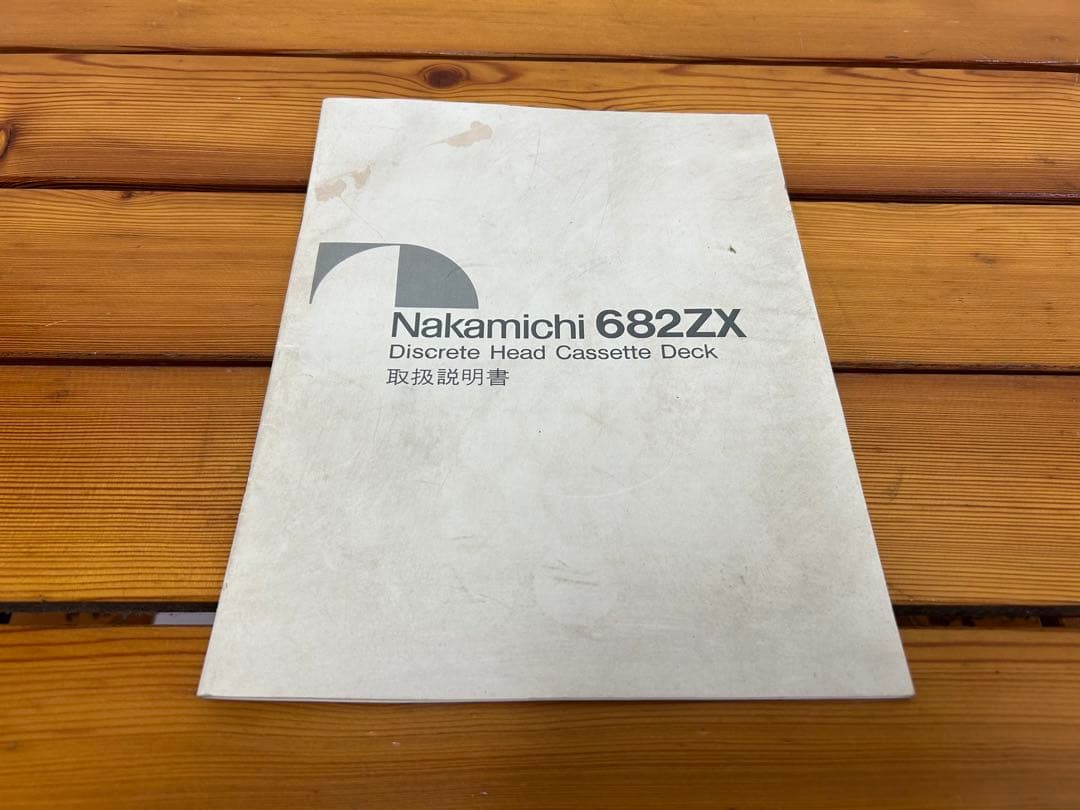 Nakamichi 682ZX
Discrete Head Cassette Deck
取扱説明書